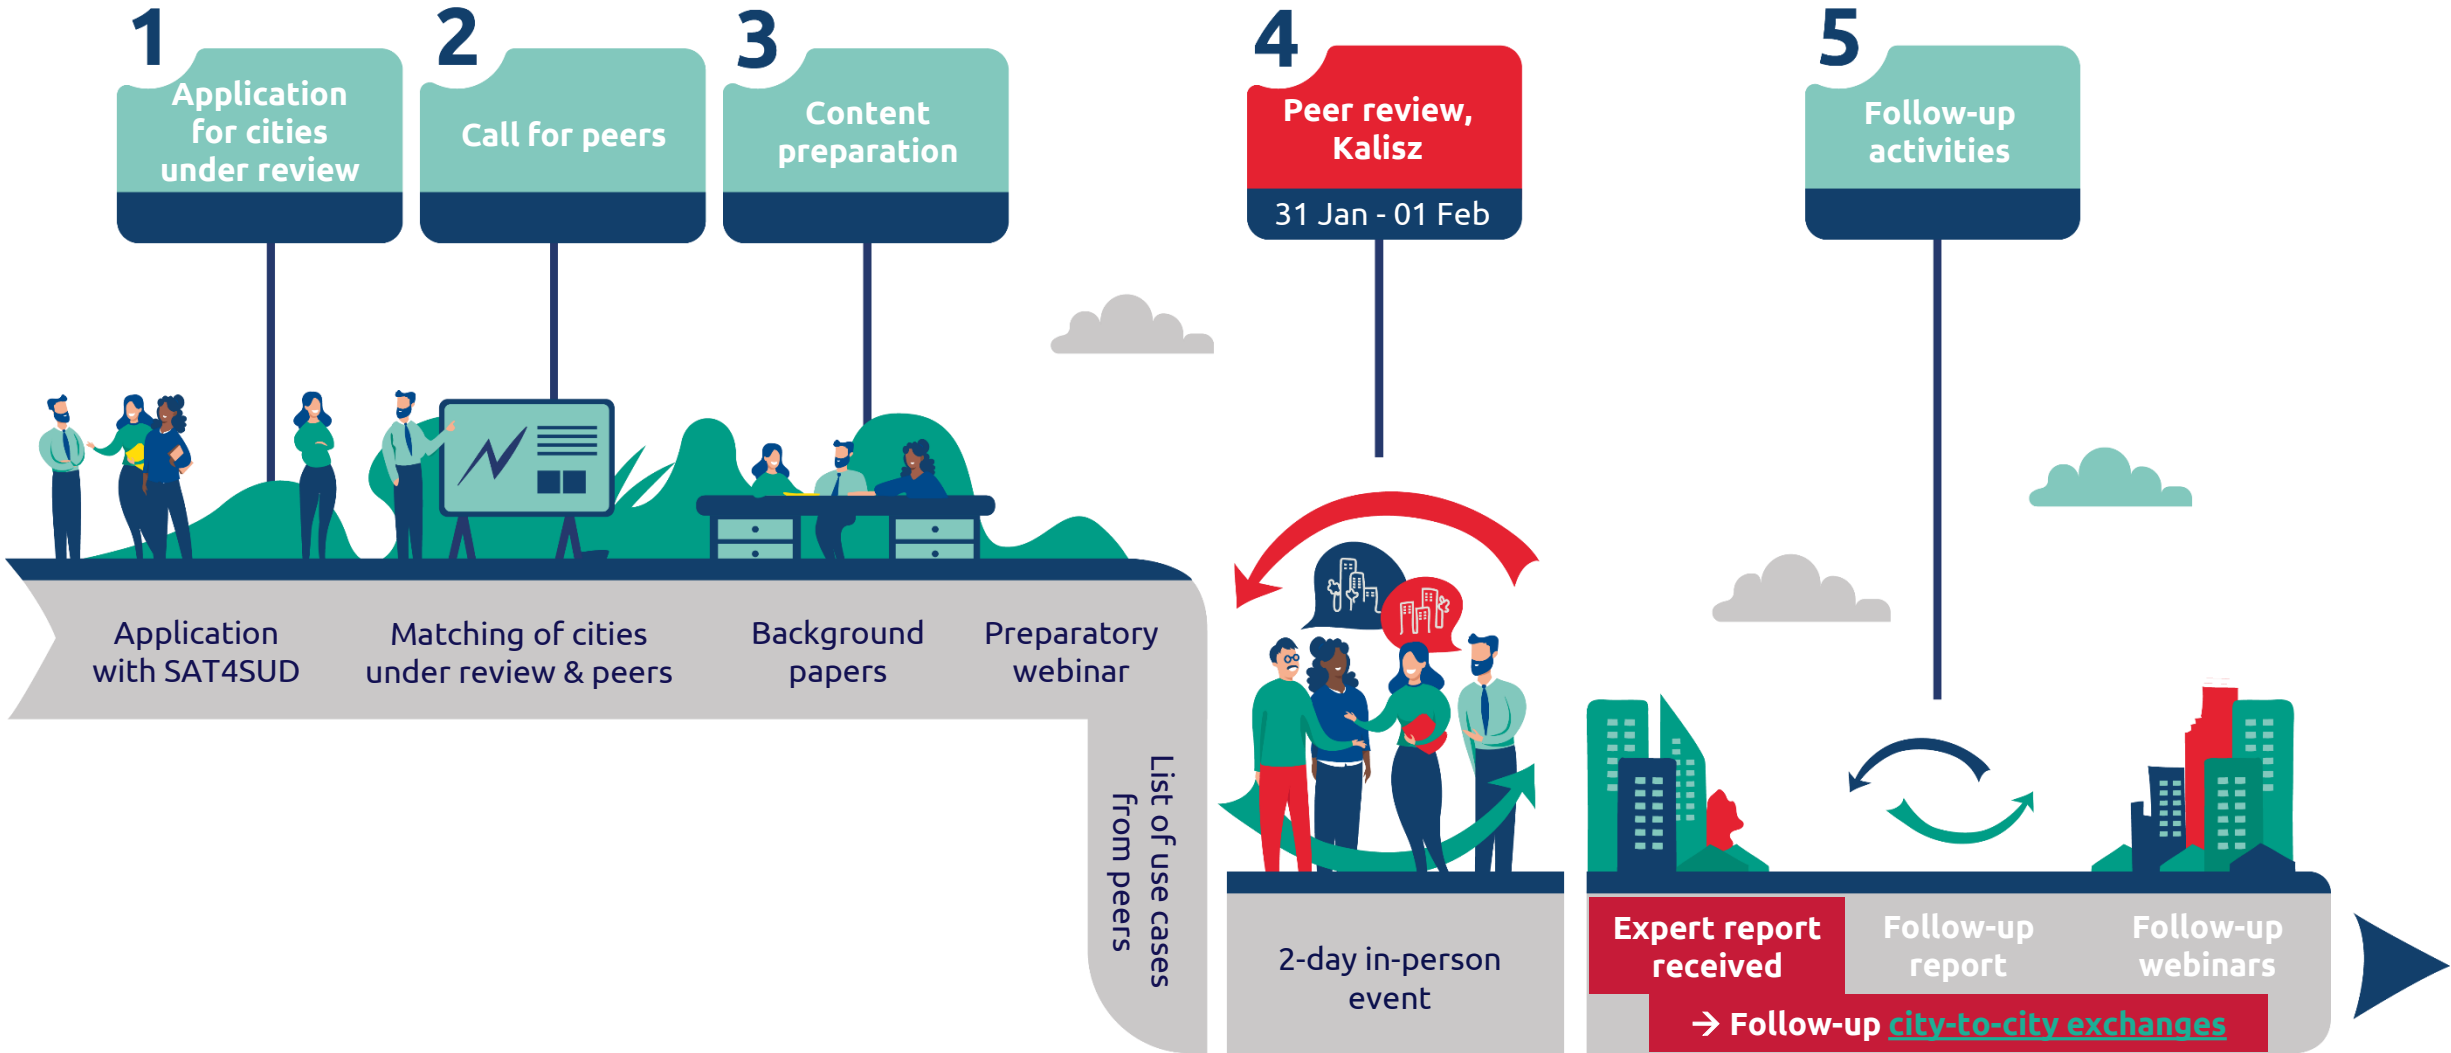 1
Application
for cities
under review
2
Call for peers
3
Content
preparation
4
Peer review,
Kalisz
31 Jan - 01 Feb
5
Follow-up
activities
Application
with SAT4SUD
Matching of cities
under review & peers
Background
papers
Preparatory
webinar
List of use cases
from peers
2-day in-person
event
Expert report
received
Follow-up
report
Follow-up
webinars
→ Follow-up city-to-city exchanges